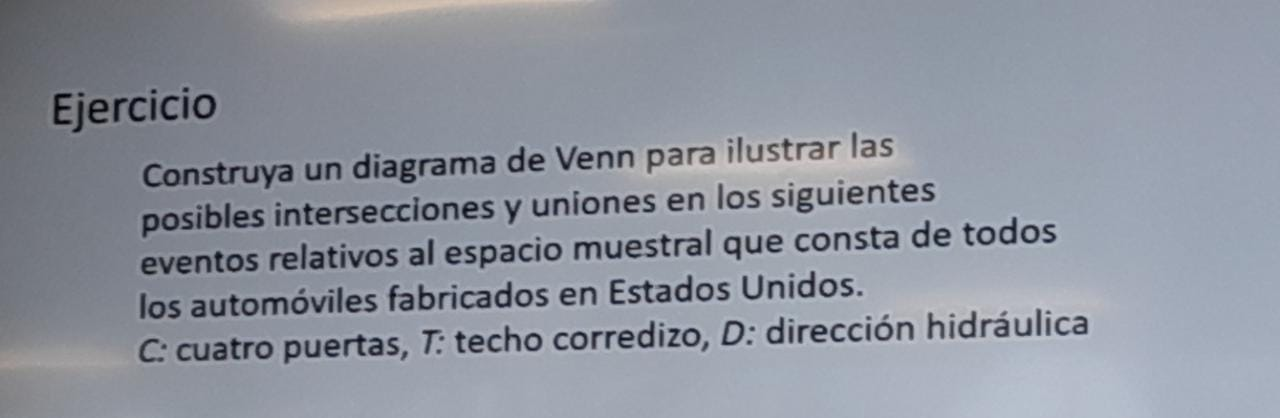 Ejercicio
Construya un diagrama de Venn para ilustrar las
posibles intersecciones y uniones en los siguientes
eventos relativos al espacio muestral que consta de todos
los automóviles fabricados en Estados Unidos.
C: cuatro puertas, T: techo corredizo, D: dirección hidráulica